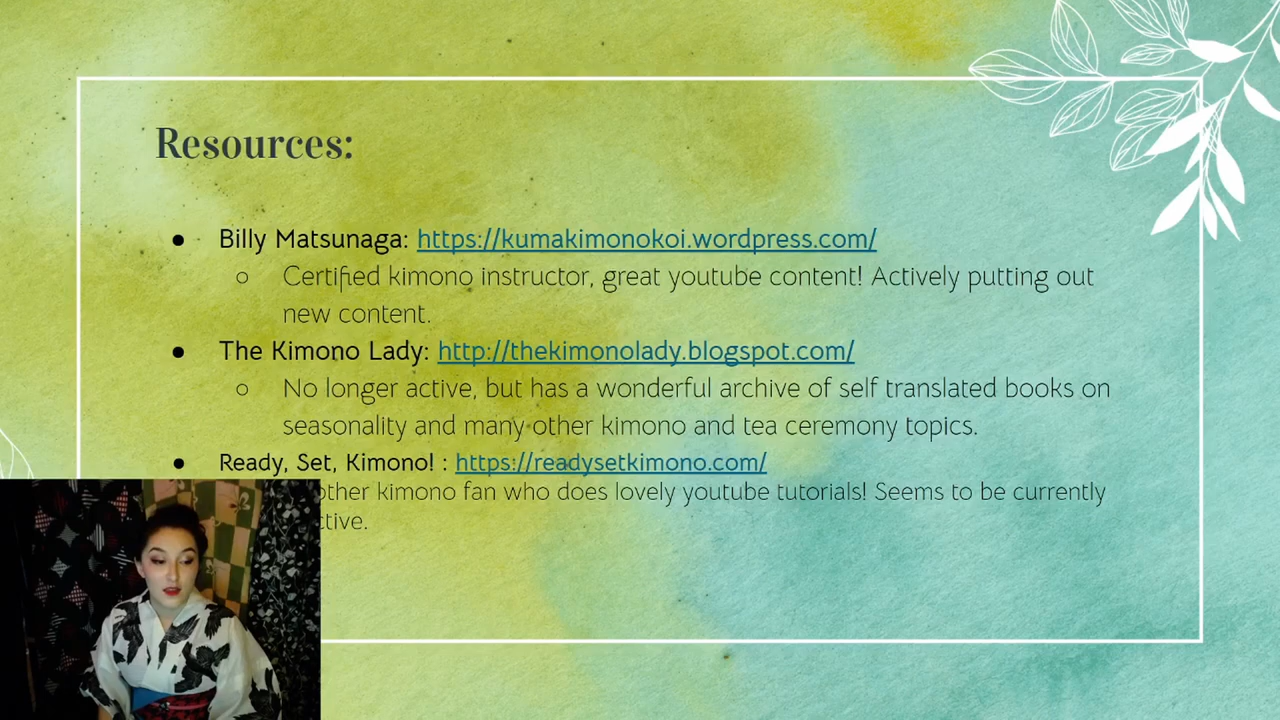 Resources:
● Billy Matsunaga: https://kumakimonokoi.wordpress.com/
○ Certified kimono instructor, great youtube content! Actively putting out
new content.
● The Kimono Lady: http://thekimonolady.blogspot.com/
○ No longer active, but has a wonderful archive of self translated books on
seasonality and many other kimono and tea ceremony topics.
● Ready, Set, Kimono! : https://readysetkimono.com/
other kimono fan who does lovely youtube tutorials! Seems to be currently
ctive.